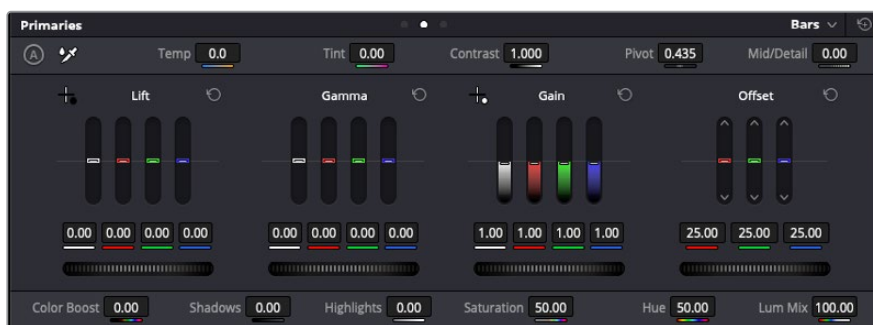 Primaries Bars
A Temp 0.0 Tint 0.00 Contrast 1.000 Pivot 0.435 Mid/Detail 0.00
Lift Gamma Gain Offset
0.00 0.00 0.00 0.00 0.00 0.00 0.00 0.00 1.00 1.00 1.00 1.00 25.00 25.00 25.00
Color Boost 0.00 Shadows 0.00 Highlights 0.00 Saturation 50.00 Hue 50.00 Lum Mix 100.00